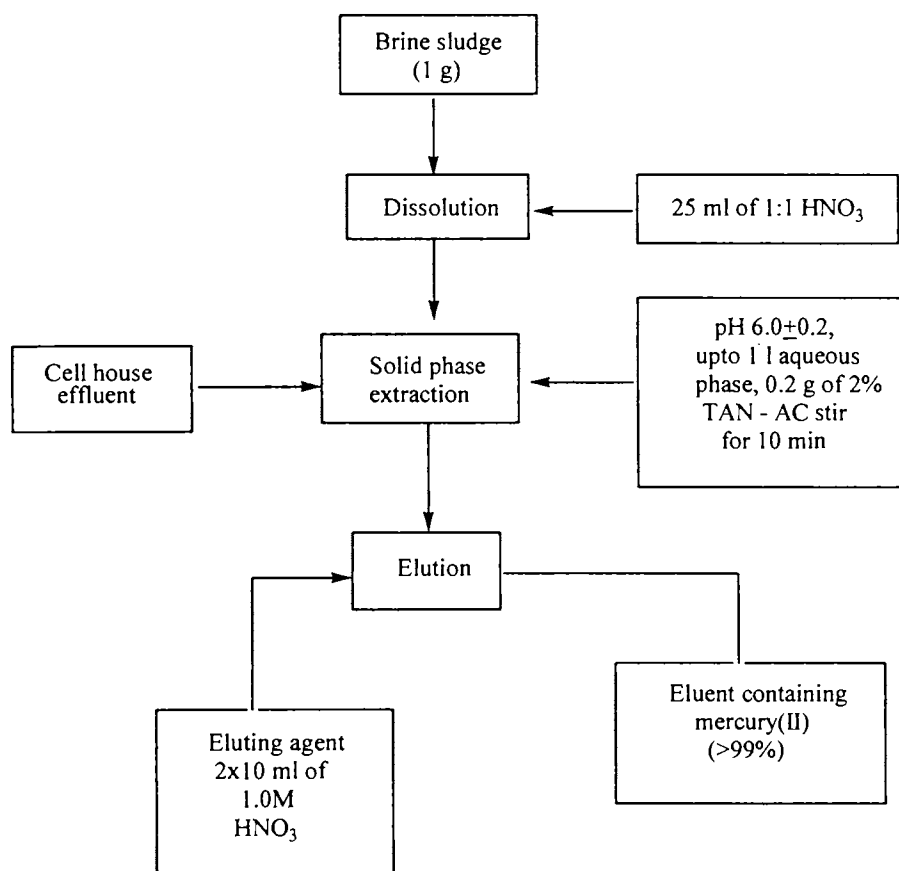 Brine sludge
(1 g)
Dissolution
25 ml of 1:1 HNO₃
Cell house
effluent
Solid phase
extraction
pH 6.0±0.2,
upto 1 l aqueous
phase, 0.2 g of 2%
TAN - AC stir
for 10 min
Elution
Eluting agent
2x10 ml of
1.0M
HNO₃
Eluent containing
mercury(II)
(>99%)